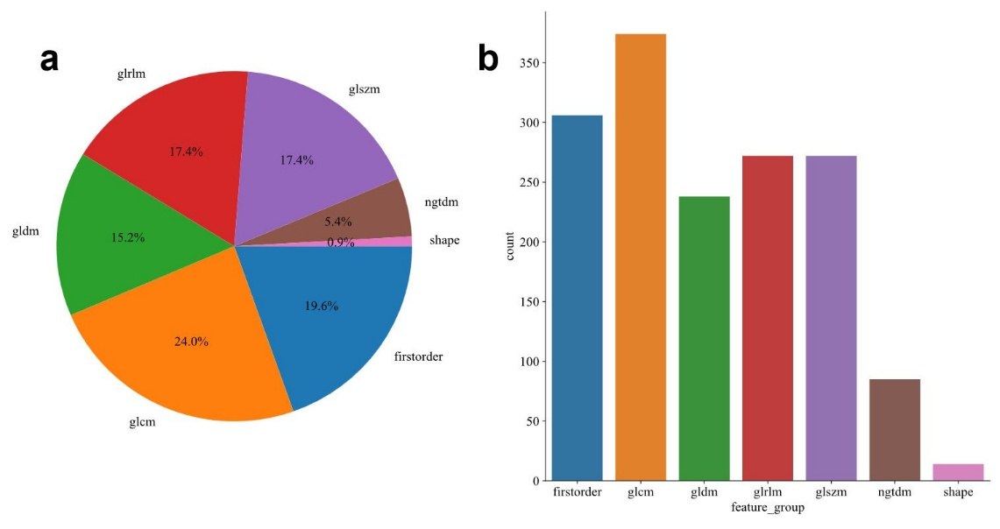 a
glrlm
glszm
17.4%
17.4%
ngtdm
5.4%
gldm
15.2%
0.9%
shape
19.6%
24.0%
firstorder
glcm
b
350
300
250
200
150
100
50
0
count
firstorder glcm gldm glrlm glszm ngtdm shape
feature_group